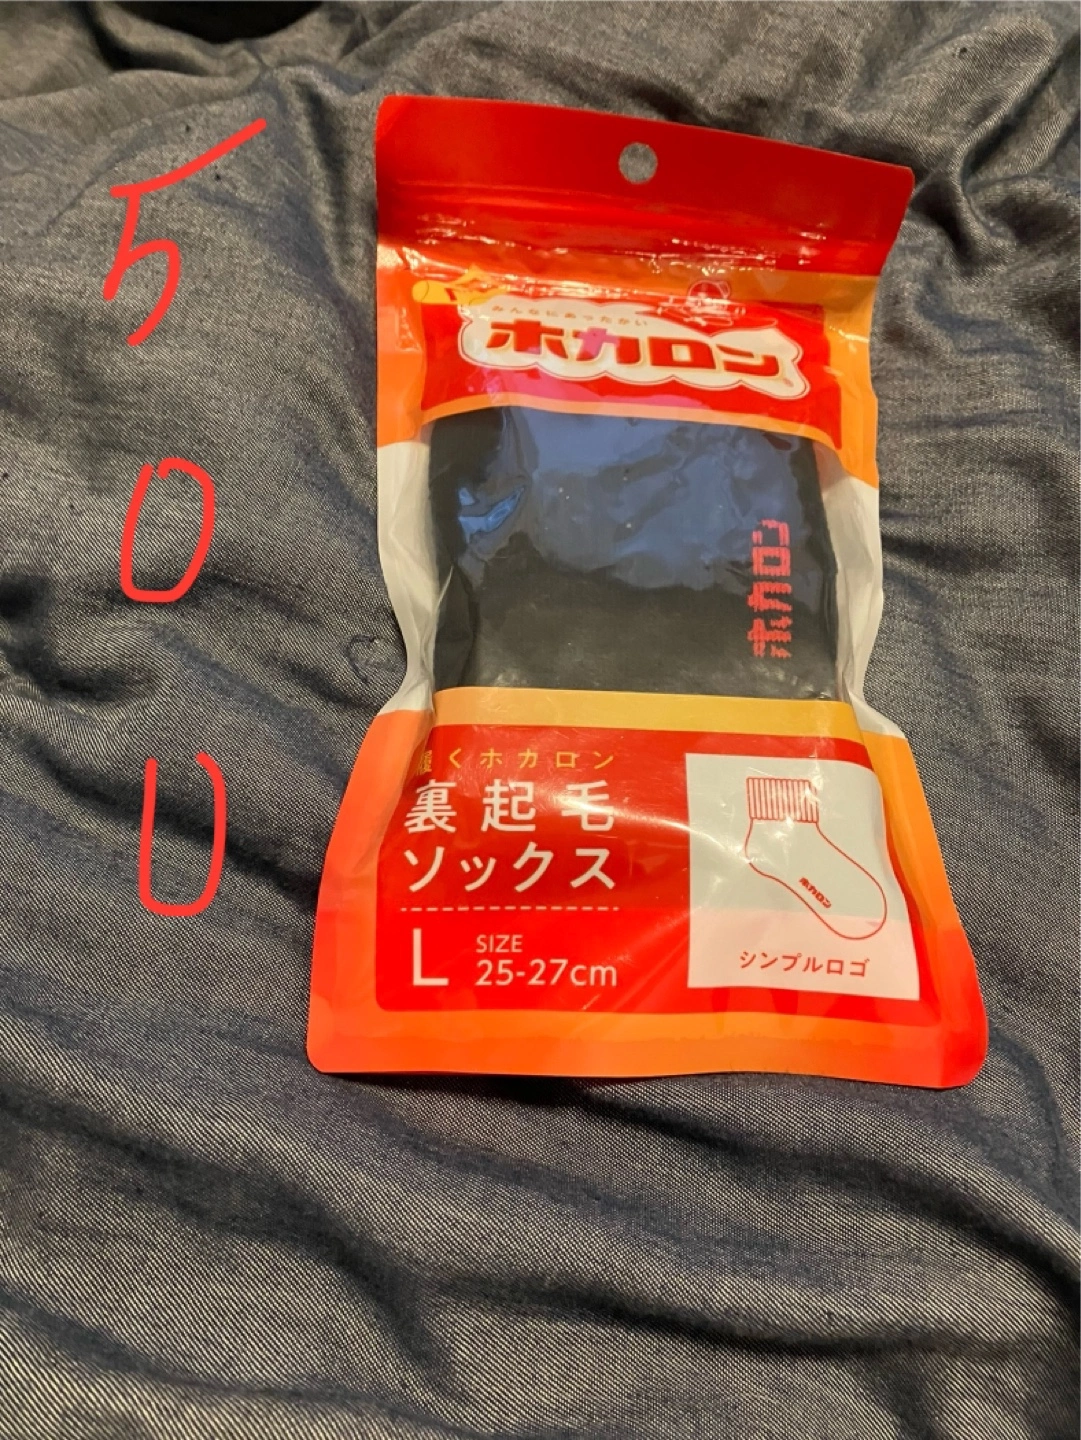 500
みんなにあったかい
ホカロン
ホカロン
履くホカロン
裏起毛
ソックス
L SIZE
25-27cm
ホカロン
シンプルロゴ